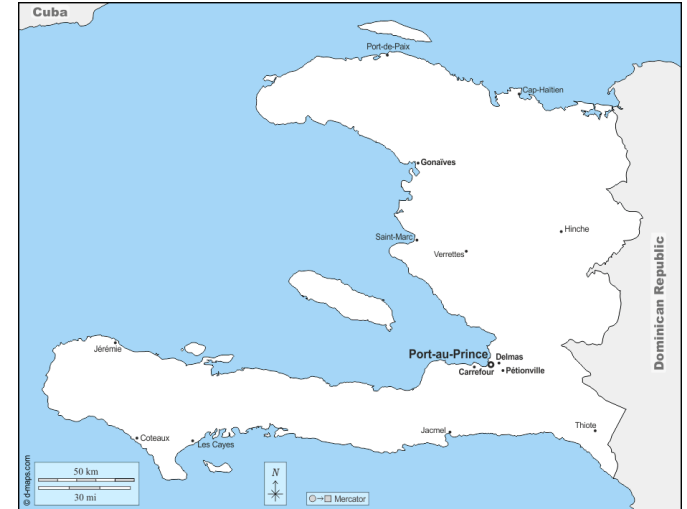 Cuba
Port-de-Paix
Cap-Haïtien
Gonaïves
Hinche
Saint-Marc
Verrettes
Dominican Republic
Jérémie
Port-au-Prince
Delmas
Carrefour
Pétionville
Coteaux
Les Cayes
Jacmel
Thiote
© d-maps.com
50 km
30 mi
N
Mercator